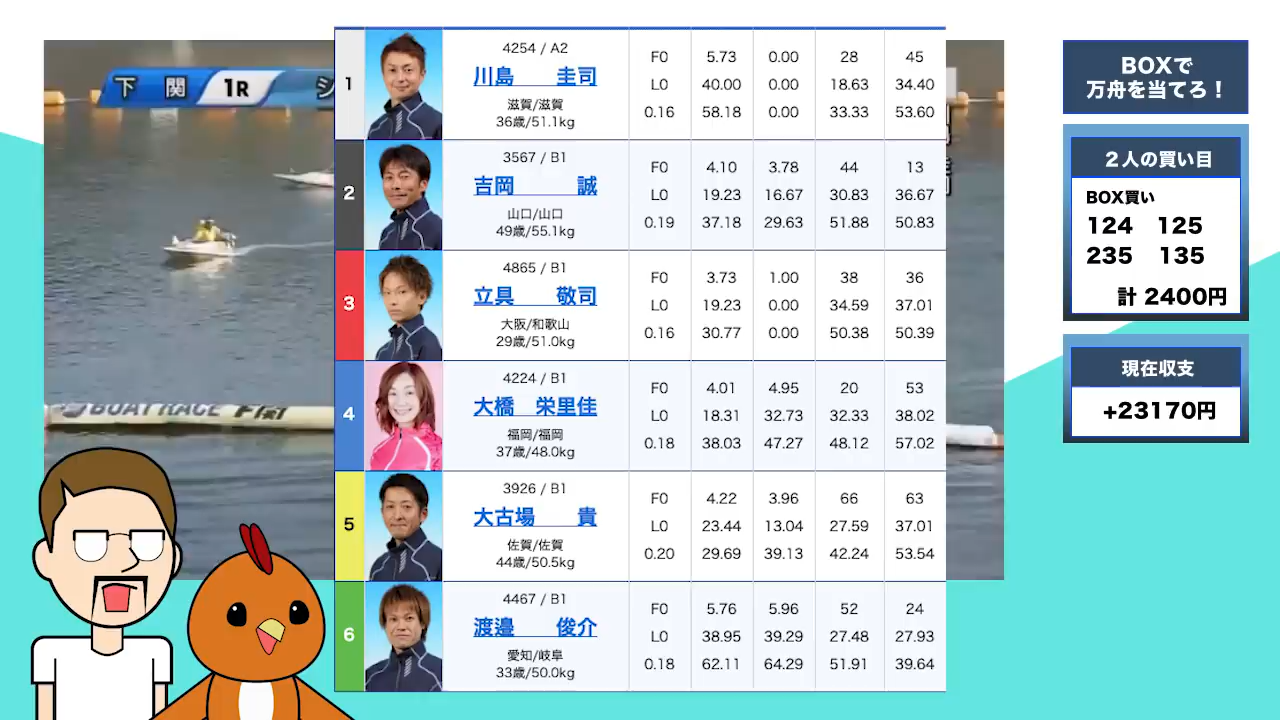 下 関 1R シ
BOAT RACE 下関
1
4254 / A2
川島 圭司
滋賀/滋賀
36歳/51.1kg
F0 5.73 0.00 28 45
L0 40.00 0.00 18.63 34.40
0.16 58.18 0.00 33.33 53.60
2
3567 / B1
吉岡 誠
山口/山口
49歳/55.1kg
F0 4.10 3.78 44 13
L0 19.23 16.67 30.83 36.67
0.19 37.18 29.63 51.88 50.83
3
4865 / B1
立具 敬司
大阪/和歌山
29歳/51.0kg
F0 3.73 1.00 38 36
L0 19.23 0.00 34.59 37.01
0.16 30.77 0.00 50.38 50.39
4
4224 / B1
大橋 栄里佳
福岡/福岡
37歳/48.0kg
F0 4.01 4.95 20 53
L0 18.31 32.73 32.33 38.02
0.18 38.03 47.27 48.12 57.02
5
3926 / B1
大古場 貴
佐賀/佐賀
44歳/50.5kg
F0 4.22 3.96 66 63
L0 23.44 13.04 27.59 37.01
0.20 29.69 39.13 42.24 53.54
6
4467 / B1
渡邉 俊介
愛知/岐阜
33歳/50.0kg
F0 5.76 5.96 52 24
L0 38.95 39.29 27.48 27.93
0.18 62.11 64.29 51.91 39.64
BOXで
万舟を当てろ！
２人の買い目
BOX買い
124 125
235 135
計 2400円
現在収支
+23170円